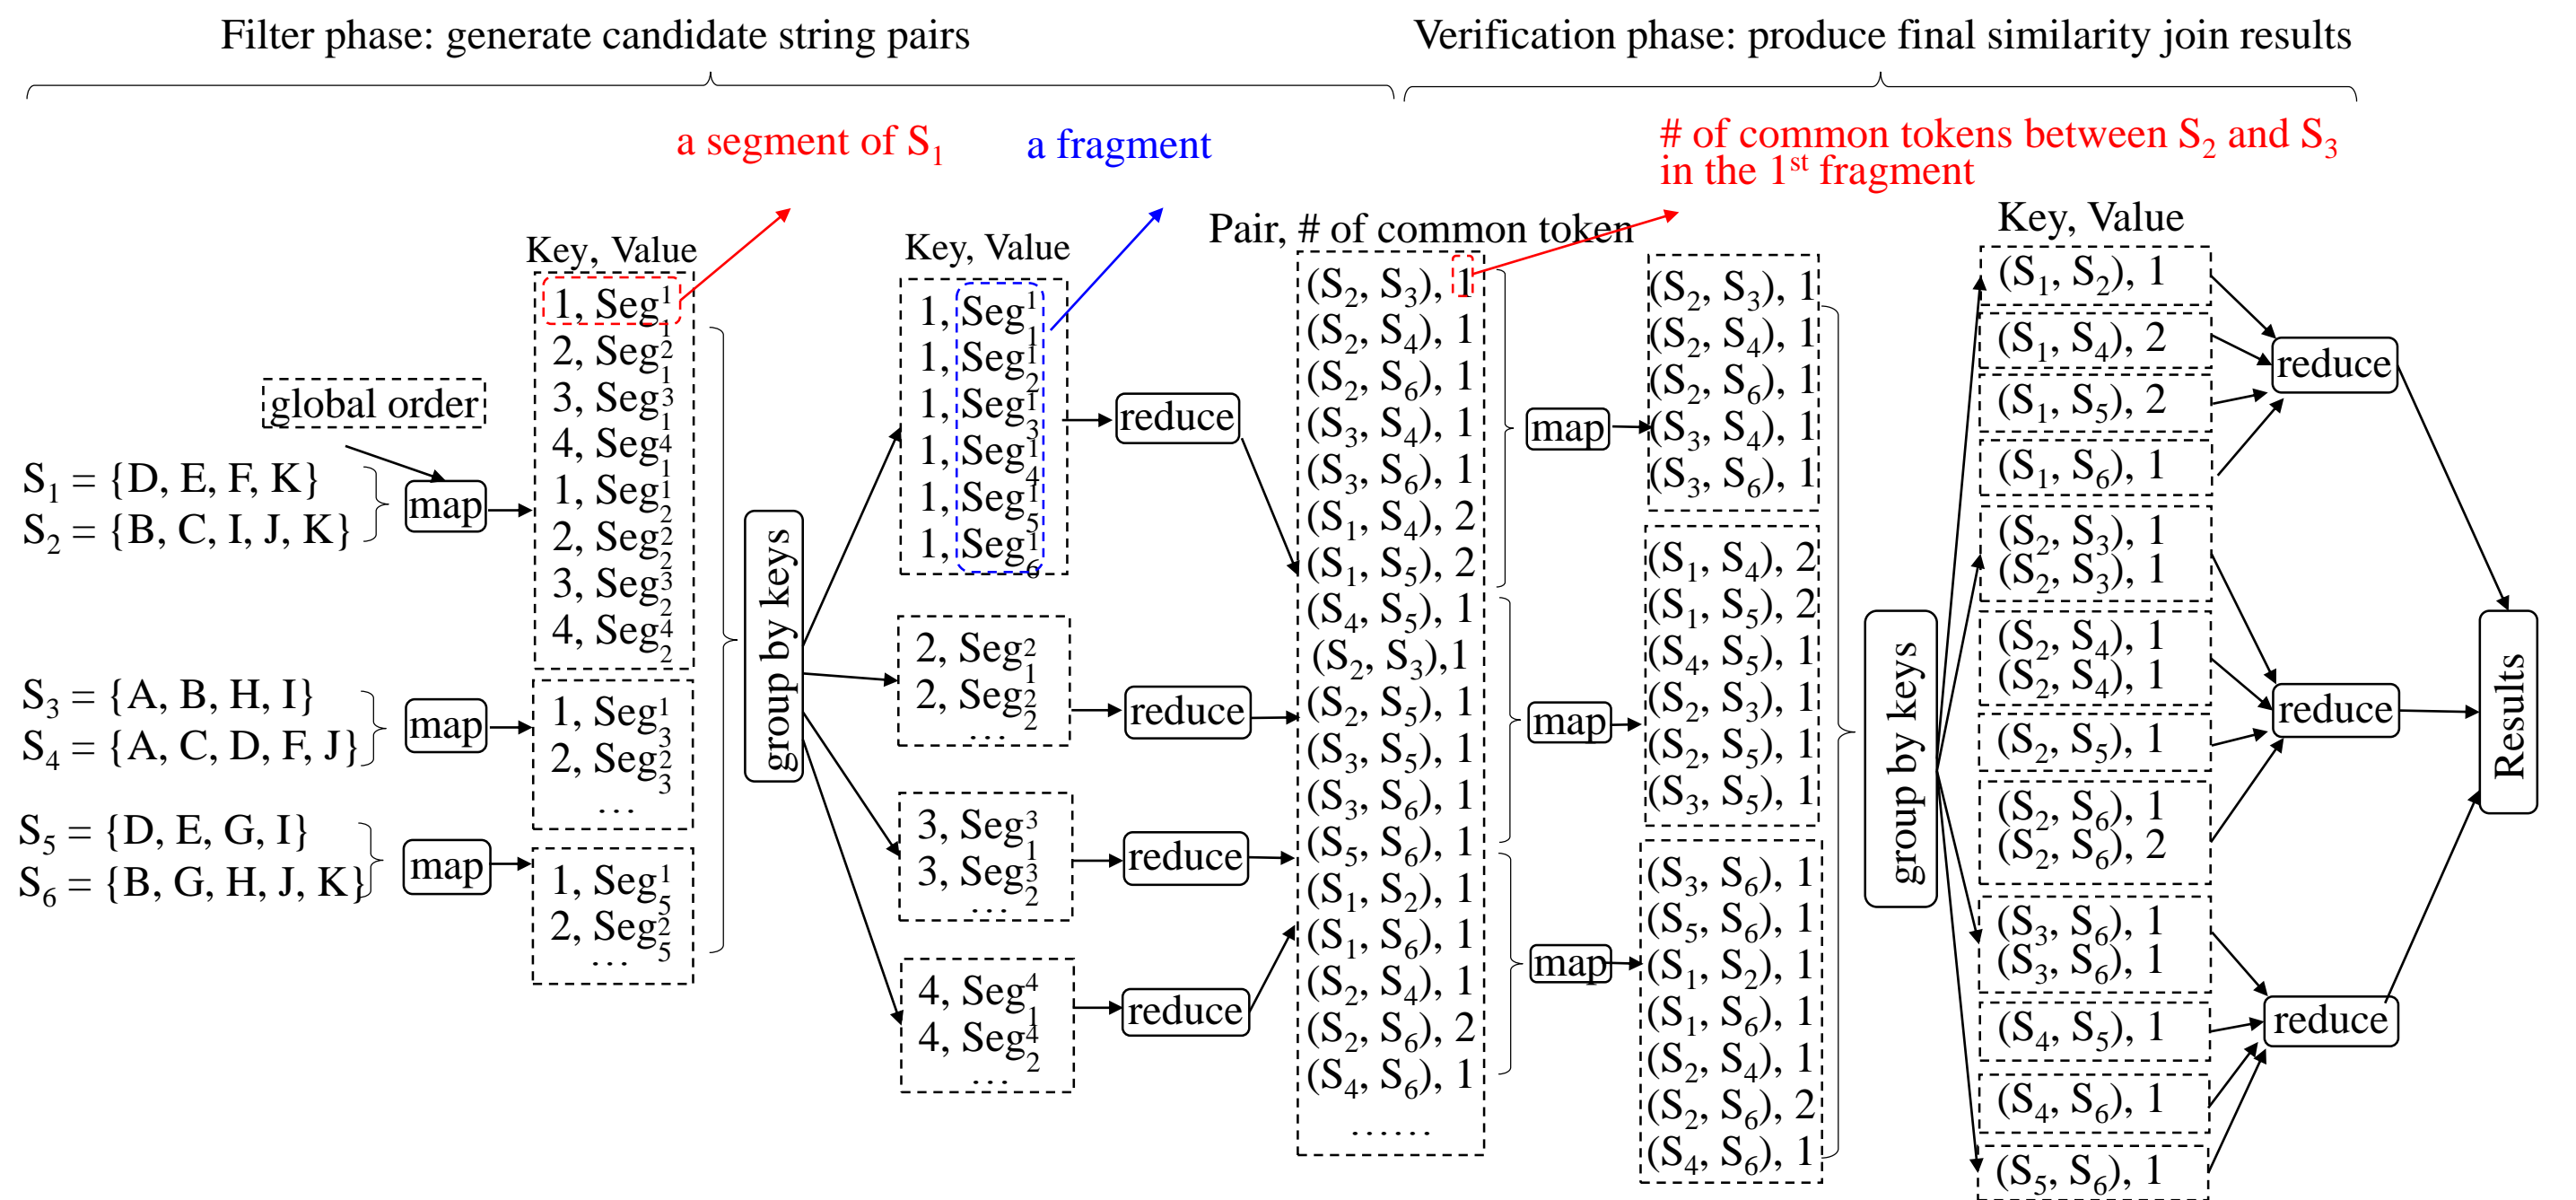 Filter phase: generate candidate string pairs
Verification phase: produce final similarity join results
a segment of S₁
a fragment
# of common tokens between S₂ and S₃
in the 1ˢᵗ fragment
global order
S₁ = {D, E, F, K}
S₂ = {B, C, I, J, K}
S₃ = {A, B, H, I}
S₄ = {A, C, D, F, J}
S₅ = {D, E, G, I}
S₆ = {B, G, H, J, K}
map
map
map
Key, Value
1, Seg¹₁
2, Seg²₁
3, Seg³₁
4, Seg⁴₁
1, Seg¹₂
2, Seg²₂
3, Seg³₂
4, Seg⁴₂
1, Seg¹₃
2, Seg²₃
...
1, Seg¹₅
2, Seg²₅
...
group by keys
Key, Value
1, Seg¹₁
1, Seg¹₂
1, Seg¹₃
1, Seg¹₄
1, Seg¹₅
1, Seg¹₆
2, Seg²₁
2, Seg²₂
...
3, Seg³₁
3, Seg³₂
...
4, Seg⁴₁
4, Seg⁴₂
...
reduce
reduce
reduce
reduce
Pair, # of common token
(S₂, S₃), 1
(S₂, S₄), 1
(S₂, S₆), 1
(S₃, S₄), 1
(S₃, S₆), 1
(S₁, S₄), 2
(S₁, S₅), 2
(S₄, S₅), 1
(S₂, S₃),1
(S₂, S₅), 1
(S₃, S₅), 1
(S₃, S₆), 1
(S₅, S₆), 1
(S₁, S₂), 1
(S₁, S₆), 1
(S₂, S₄), 1
(S₂, S₆), 2
(S₄, S₆), 1
......
map
map
map
(S₂, S₃), 1
(S₂, S₄), 1
(S₂, S₆), 1
(S₃, S₄), 1
(S₃, S₆), 1
(S₁, S₄), 2
(S₁, S₅), 2
(S₄, S₅), 1
(S₂, S₃), 1
(S₂, S₅), 1
(S₃, S₅), 1
(S₃, S₆), 1
(S₅, S₆), 1
(S₁, S₂), 1
(S₁, S₆), 1
(S₂, S₄), 1
(S₂, S₆), 2
(S₄, S₆), 1
group by keys
Key, Value
(S₁, S₂), 1
(S₁, S₄), 2
(S₁, S₅), 2
(S₁, S₆), 1
(S₂, S₃), 1
(S₂, S₃), 1
(S₂, S₄), 1
(S₂, S₄), 1
(S₂, S₅), 1
(S₂, S₆), 1
(S₂, S₆), 2
(S₃, S₆), 1
(S₃, S₆), 1
(S₄, S₅), 1
(S₄, S₆), 1
(S₅, S₆), 1
reduce
reduce
reduce
Results